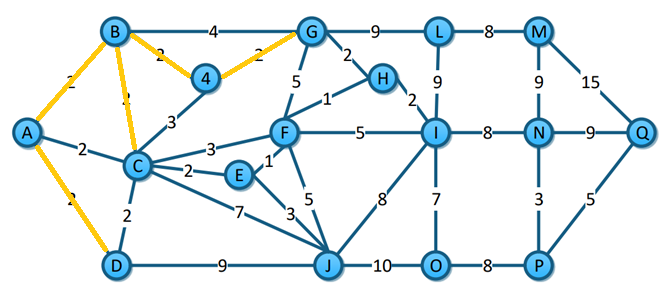 B 4 G 9 L 8 M
2 2 2
4 H
2 2 5 1 2 9 9 15
3
A 2 C 3 F 5 I 8 N 9 Q
2 E 1
2 2 7 3 5 8 7 3 5
D 9 J 10 O 8 P